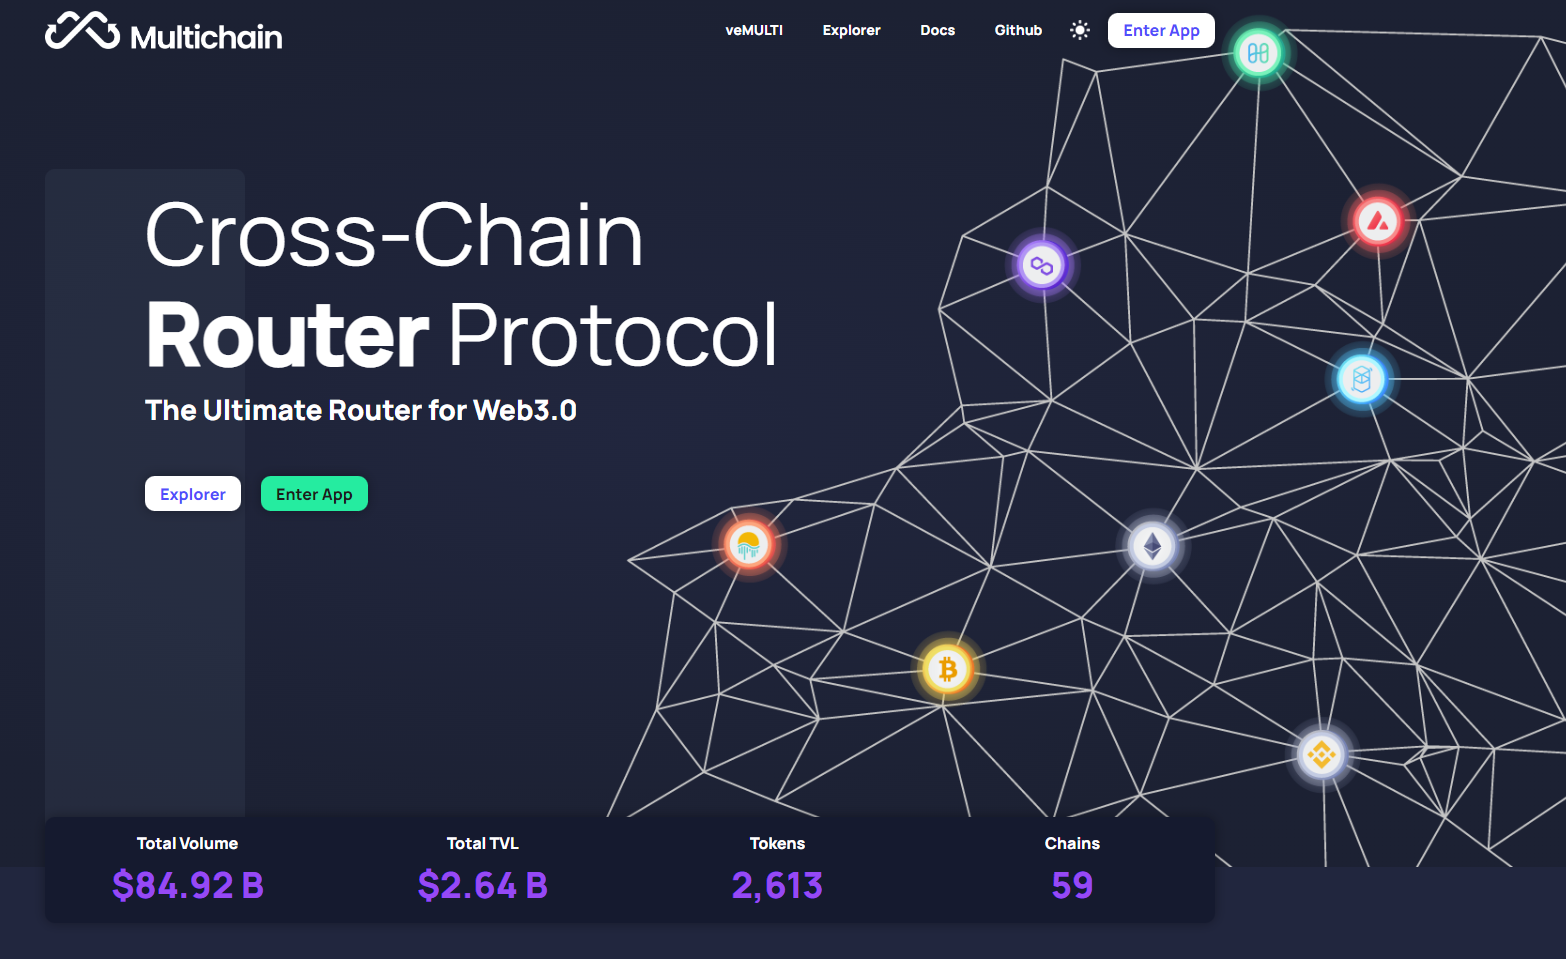 Multichain
veMULTI
Explorer
Docs
Github
Enter App
Cross-Chain
Router Protocol
The Ultimate Router for Web3.0
Explorer
Enter App
Total Volume
$84.92 B
Total TVL
$2.64 B
Tokens
2,613
Chains
59